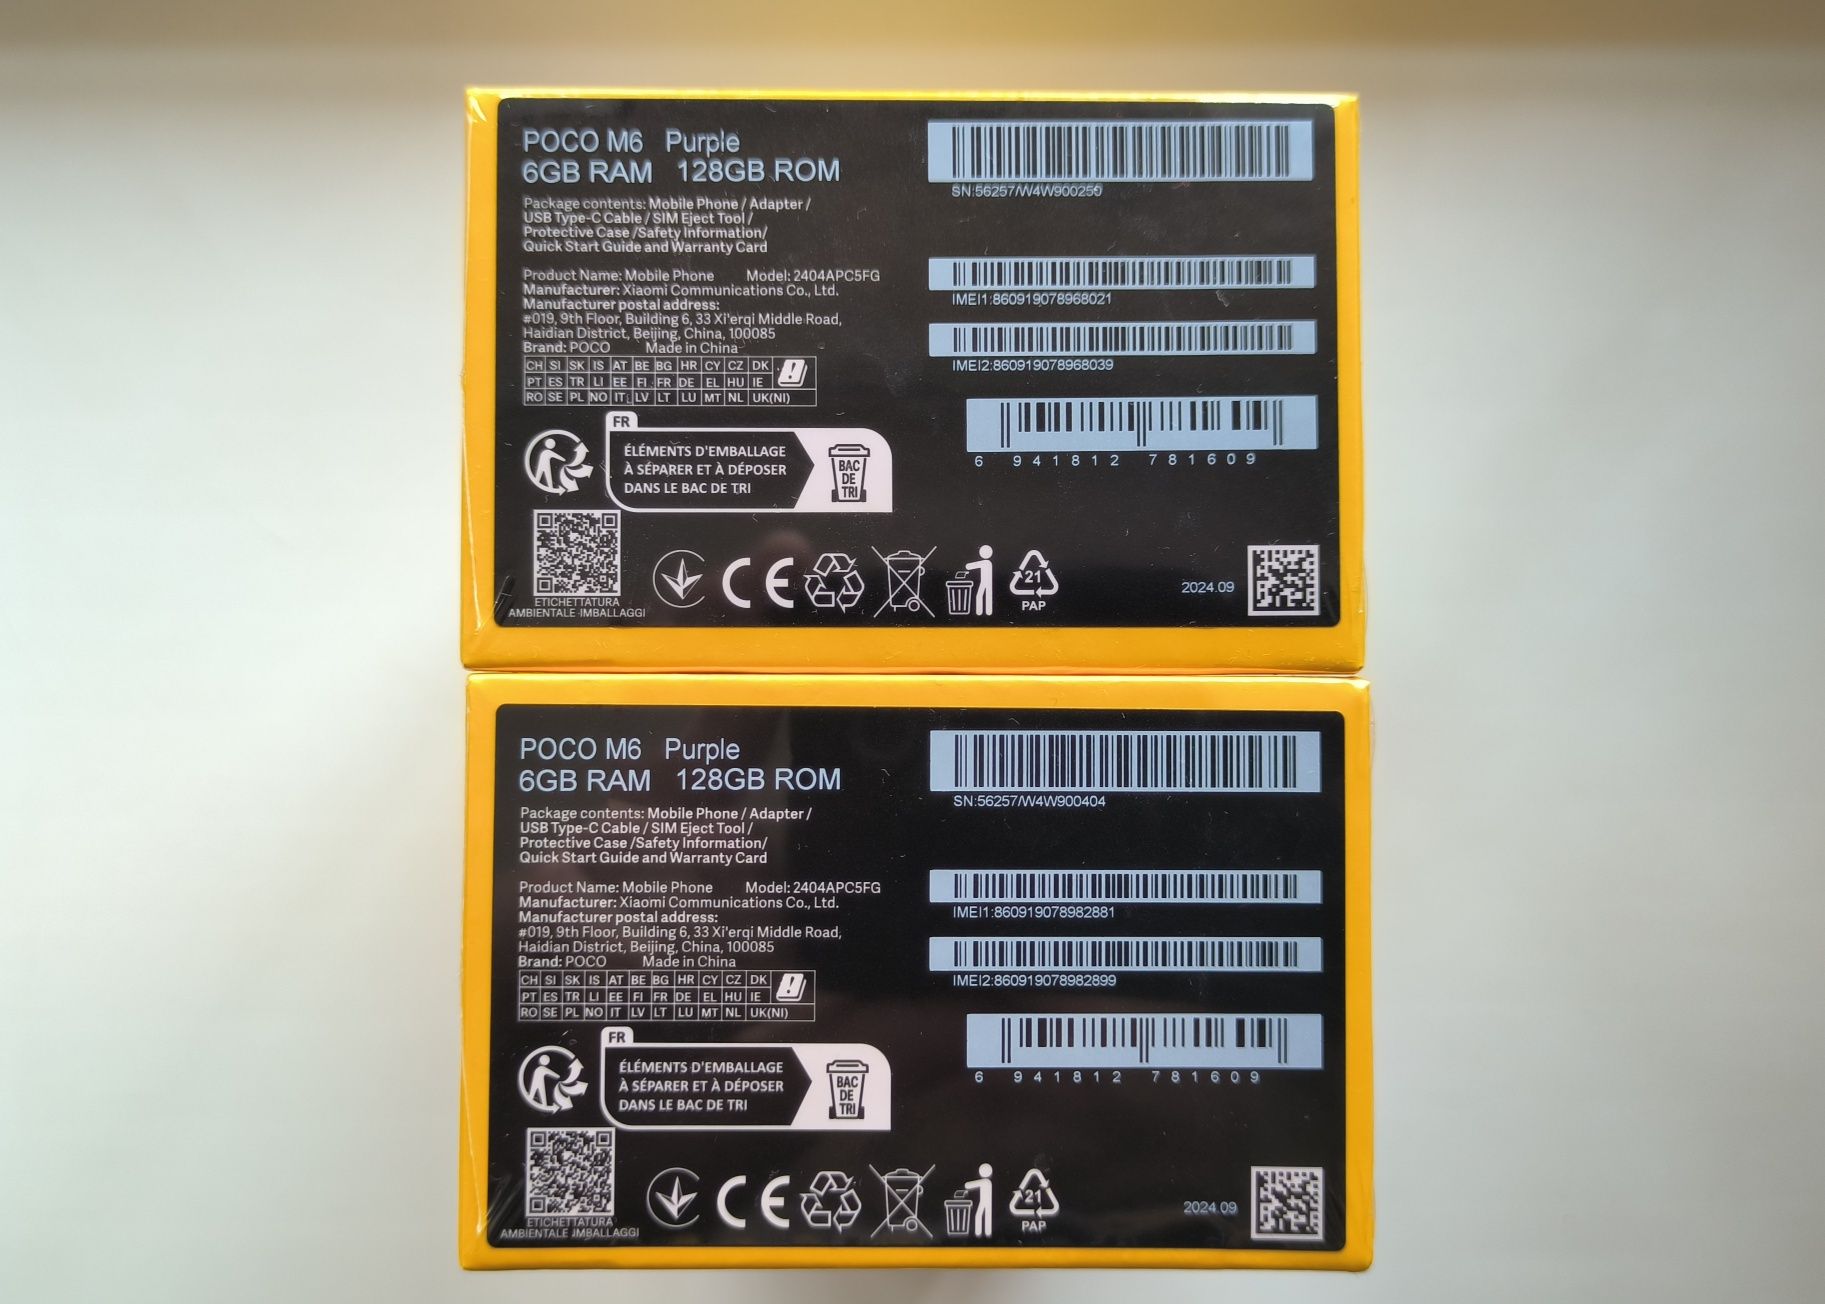 POCO M6 Purple
6GB RAM 128GB ROM
Package contents: Mobile Phone / Adapter /
USB Type-C Cable / SIM Eject Tool /
Protective Case /Safety Information/
Quick Start Guide and Warranty Card
Product Name: Mobile Phone Model: 2404APC5FG
Manufacturer: Xiaomi Communications Co., Ltd.
Manufacturer postal address:
#019, 9th Floor, Building 6, 33 Xi'erqi Middle Road,
Haidian District, Beijing, China, 100085
Brand: POCO Made in China
CH SI SK IS AT BE BG HR CY CZ DK
PT ES TR LI EE FI FR DE EL HU IE
RO SE PL NO IT LV LT LU MT NL UK(NI)
FR
ÉLÉMENTS D'EMBALLAGE
À SÉPARER ET À DÉPOSER
DANS LE BAC DE TRI
BAC
DE
TRI
ETICHETTATURA
AMBIENTALE IMBALLAGGI
CE
21
PAP
SN:56257/W4W900250
IMEI1:860919078968021
IMEI2:860919078968039
6 941812 781609
2024.09
POCO M6 Purple
6GB RAM 128GB ROM
Package contents: Mobile Phone / Adapter /
USB Type-C Cable / SIM Eject Tool /
Protective Case /Safety Information/
Quick Start Guide and Warranty Card
Product Name: Mobile Phone Model: 2404APC5FG
Manufacturer: Xiaomi Communications Co., Ltd.
Manufacturer postal address:
#019, 9th Floor, Building 6, 33 Xi'erqi Middle Road,
Haidian District, Beijing, China, 100085
Brand: POCO Made in China
CH SI SK IS AT BE BG HR CY CZ DK
PT ES TR LI EE FI FR DE EL HU IE
RO SE PL NO IT LV LT LU MT NL UK(NI)
FR
ÉLÉMENTS D'EMBALLAGE
À SÉPARER ET À DÉPOSER
DANS LE BAC DE TRI
BAC
DE
TRI
ETICHETTATURA
AMBIENTALE IMBALLAGGI
CE
21
PAP
SN:56257/W4W900404
IMEI1:860919078982881
IMEI2:860919078982899
6 941812 781609
2024.09